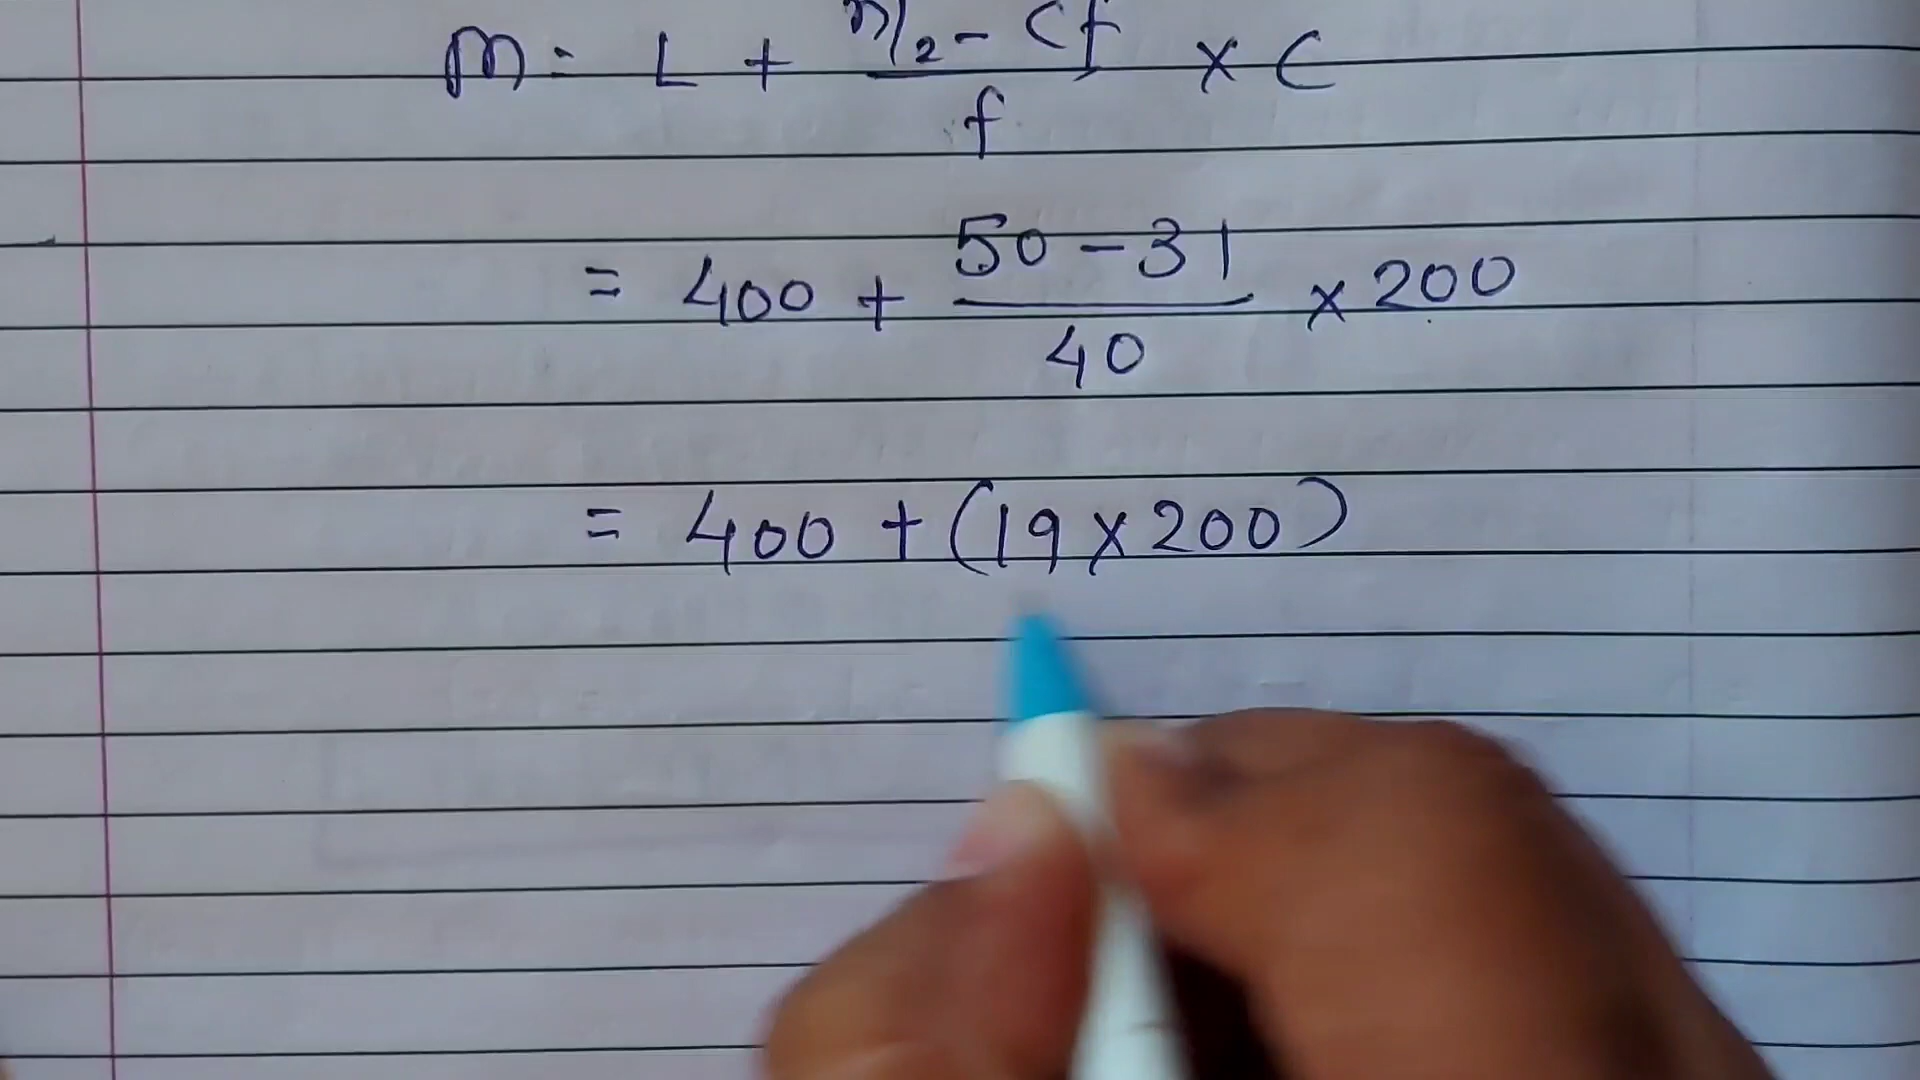 M = L + n/2 - Cf / f × C
= 400 + 50 - 31 / 40 × 200
= 400 + (19 × 200)